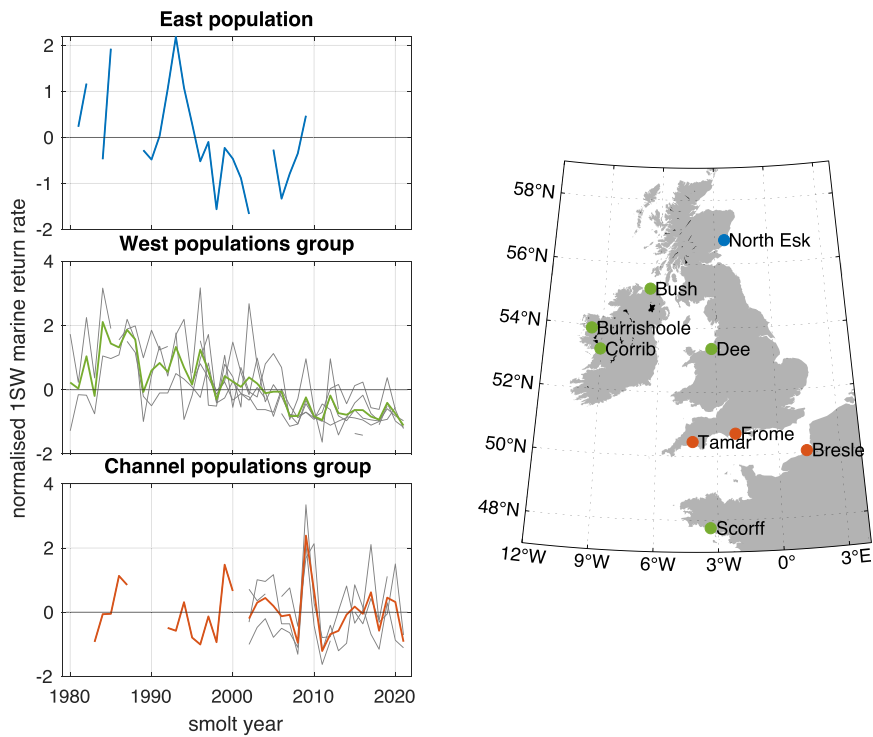 East population
2
1
0
-1
-2
West populations group
4
2
0
-2
Channel populations group
4
2
0
-2
1980 1990 2000 2010 2020
smolt year
normalised 1SW marine return rate
58°N
56°N
54°N
52°N
50°N
48°N
12°W 9°W 6°W 3°W 0° 3°E
North Esk
Bush
Burrishoole
Corrib
Dee
Frome
Tamar
Bresle
Scorff